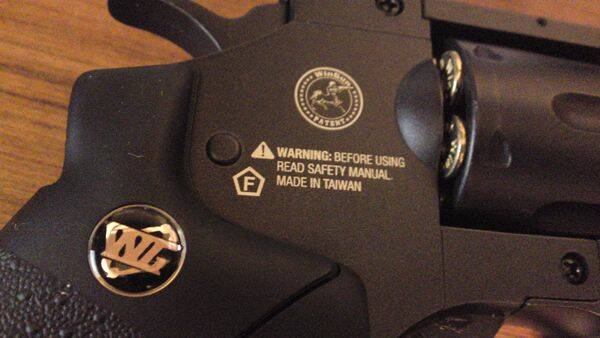 WinGun
PATENT
WARNING: BEFORE USING
READ SAFETY MANUAL.
MADE IN TAIWAN
F
WG